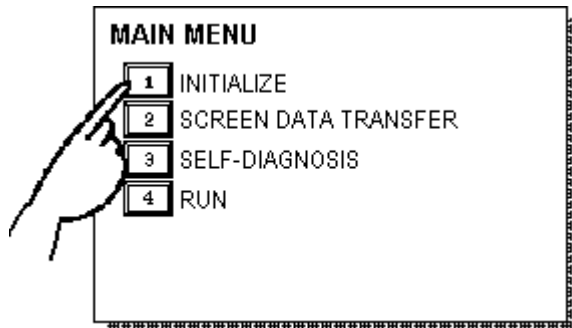 MAIN MENU
1 INITIALIZE
2 SCREEN DATA TRANSFER
3 SELF-DIAGNOSIS
4 RUN